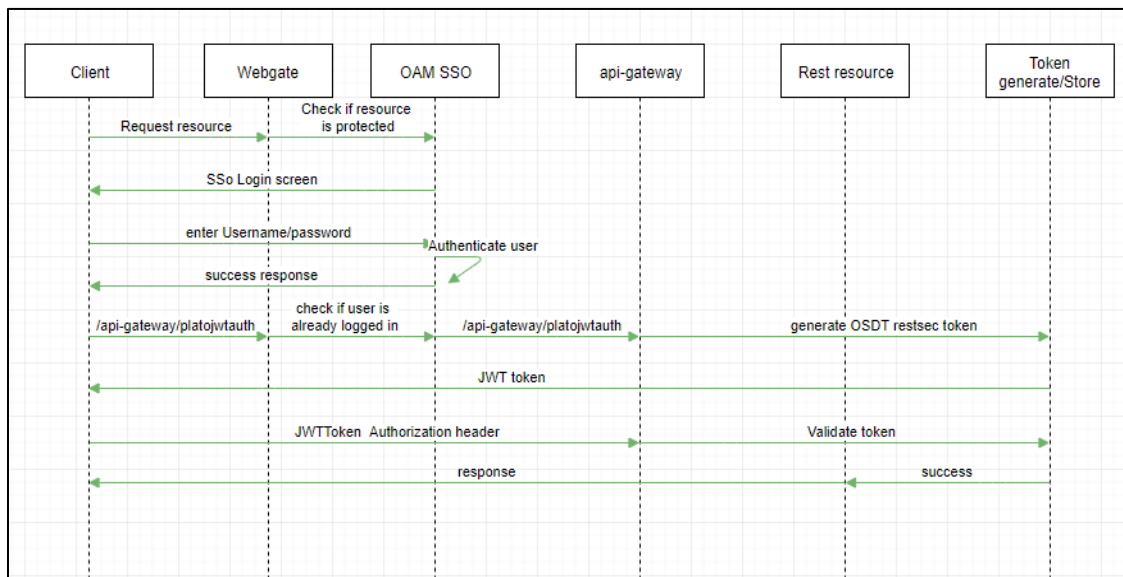 Client
Webgate
OAM SSO
api-gateway
Rest resource
Token
generate/Store
Request resource
Check if resource
is protected
SSo Login screen
enter Username/password
Authenticate user
success response
/api-gateway/platojwtauth
check if user is
already logged in
/api-gateway/platojwtauth
generate OSDT restsec token
JWT token
JWTToken Authorization header
Validate token
response
success